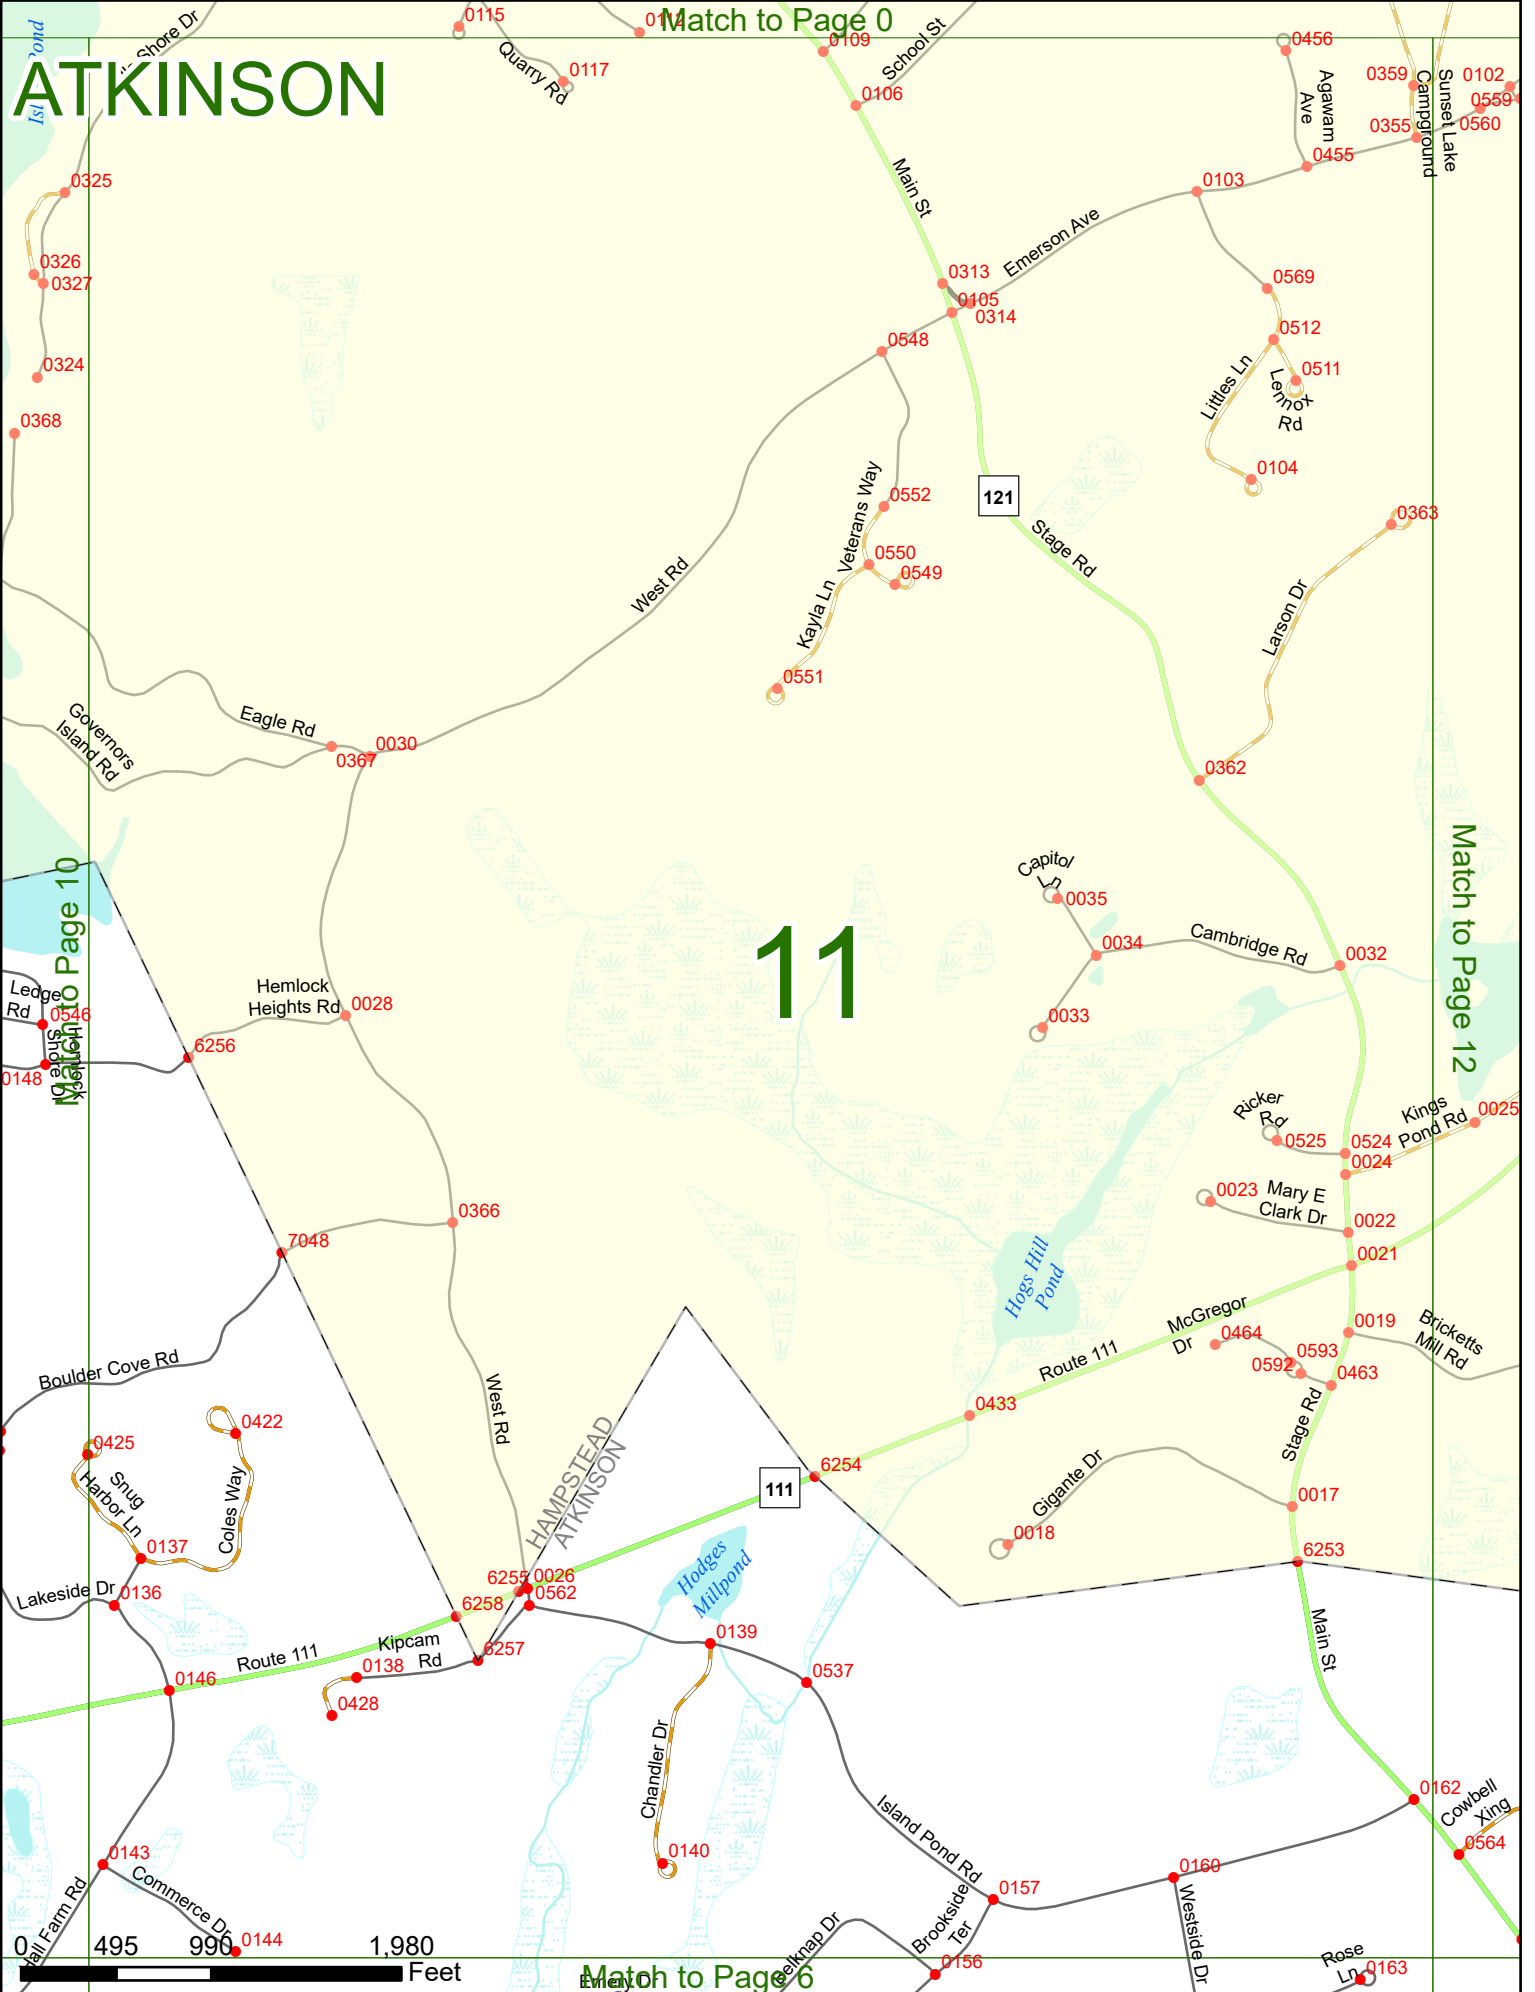 Match to Page 0
ATKINSON
0115
0112
0109
School St
0456
0359
0102
0559
0560
0355
Sunset Lake
Campground
Shore Dr
Quarry Rd
0117
0106
Agawam
Ave
0455
0103
0325
Main St
Emerson Ave
0326
0327
0313
0105
0314
0569
0324
0548
0512
0511
Littles Ln
Lennox
Rd
0368
0104
121
0363
0552
Veterans Way
0550
0549
Stage Rd
West Rd
Kayla Ln
0551
Larson Dr
Governors
Island Rd
Eagle Rd
0367
0030
0362
Match to Page 10
Match to Page 12
Capitol
Ln
0035
11
0034
Cambridge Rd
0032
Ledge
Rd
0546
Hemlock
Shore Dr
0148
Hemlock
Heights Rd
0028
6256
0033
Ricker
Rd
0525
0524
0024
Kings
Pond Rd
0025
0023
Mary E
Clark Dr
0022
0021
7048
0366
Hogs Hill
Pond
McGregor
Dr
0464
0593
0592
0463
0019
Bricketts
Mill Rd
Boulder Cove Rd
West Rd
Route 111
0433
Stage Rd
0422
0425
Snug
Harbor Ln
Coles Way
HAMPSTEAD
ATKINSON
111
6254
Gigante Dr
0017
0018
0137
6253
Lakeside Dr
0136
6255
0026
0562
Hodges
Millpond
6258
6257
Kipcam
Rd
Route 111
0138
0146
0428
0139
0537
Main St
Chandler Dr
0162
Cowbell
Xing
0564
Island Pond Rd
0143
0140
0160
0157
Commerce Dr
Hall Farm Rd
Brookside
Ter
Westside Dr
0144
0156
Rose
Ln
0163
0
495
990
1,980
Feet
Emery Dr
Match to Page 6